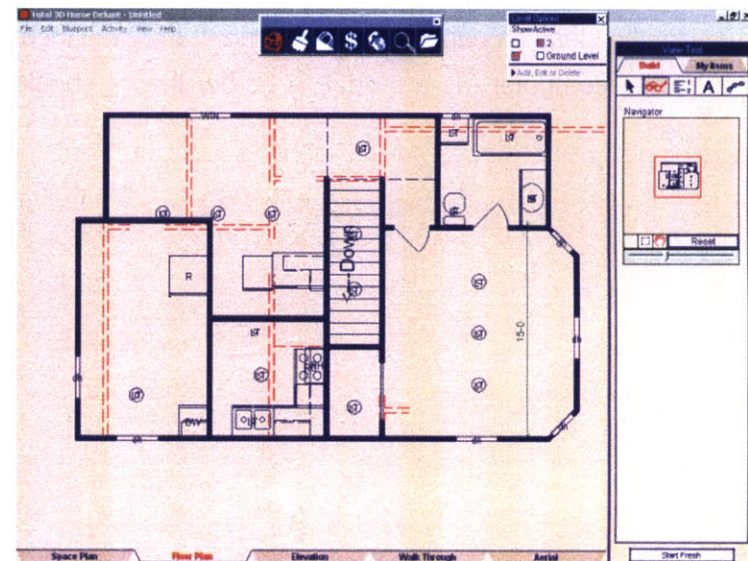 Total 3D Home Deluxe - Untitled
File Edit Blueprint Activity View Help
$
Level Options
Show Active
2
Ground Level
Add, Edit or Delete
View Tool
Build
My Items
A
Navigator
Reset
Down
R
DW
15-0
Space Plan
Floor Plan
Elevation
Walk Through
Aerial
Start Fresh